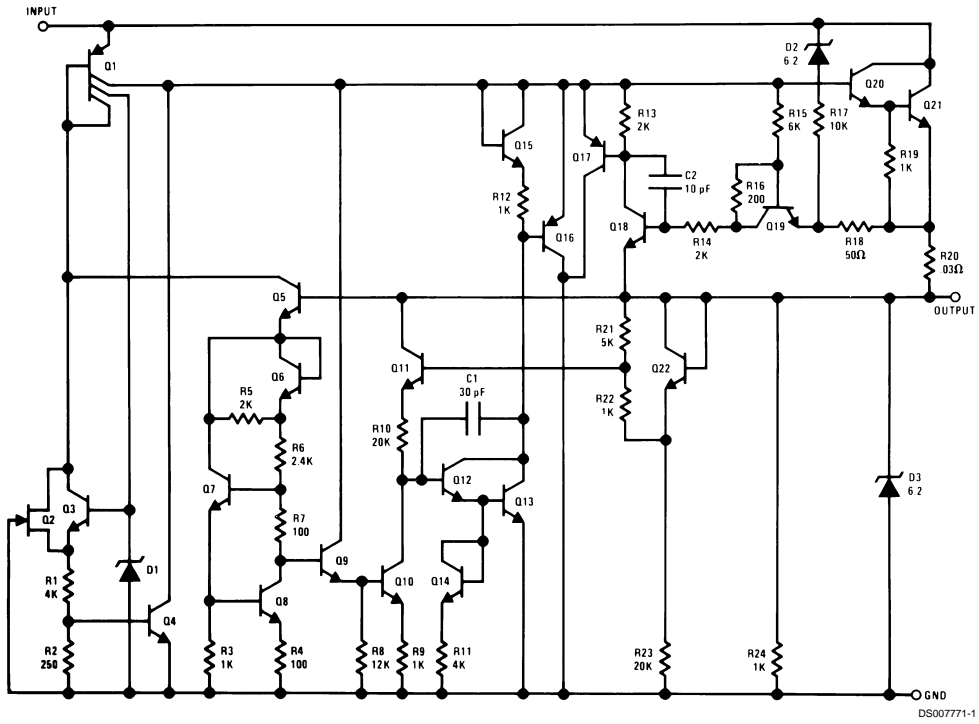 INPUT
Q1
D2
6 2
Q20
Q21
R13
2K
R15
6K
R17
10K
Q15
Q17
R19
1K
C2
10 pF
R16
200
R12
1K
Q16
Q18
R14
2K
Q19
R18
50Ω
R20
.03Ω
Q5
OUTPUT
R21
5K
Q6
Q11
Q22
C1
30 pF
R5
2K
R22
1K
R10
20K
R6
2.4K
Q12
D3
6 2
Q7
Q13
Q2
Q3
R7
100
Q9
D1
R1
4K
Q10
Q14
Q4
Q8
R2
250
R3
1K
R4
100
R8
12K
R9
1K
R11
4K
R23
20K
R24
1K
GND
DS007771-1